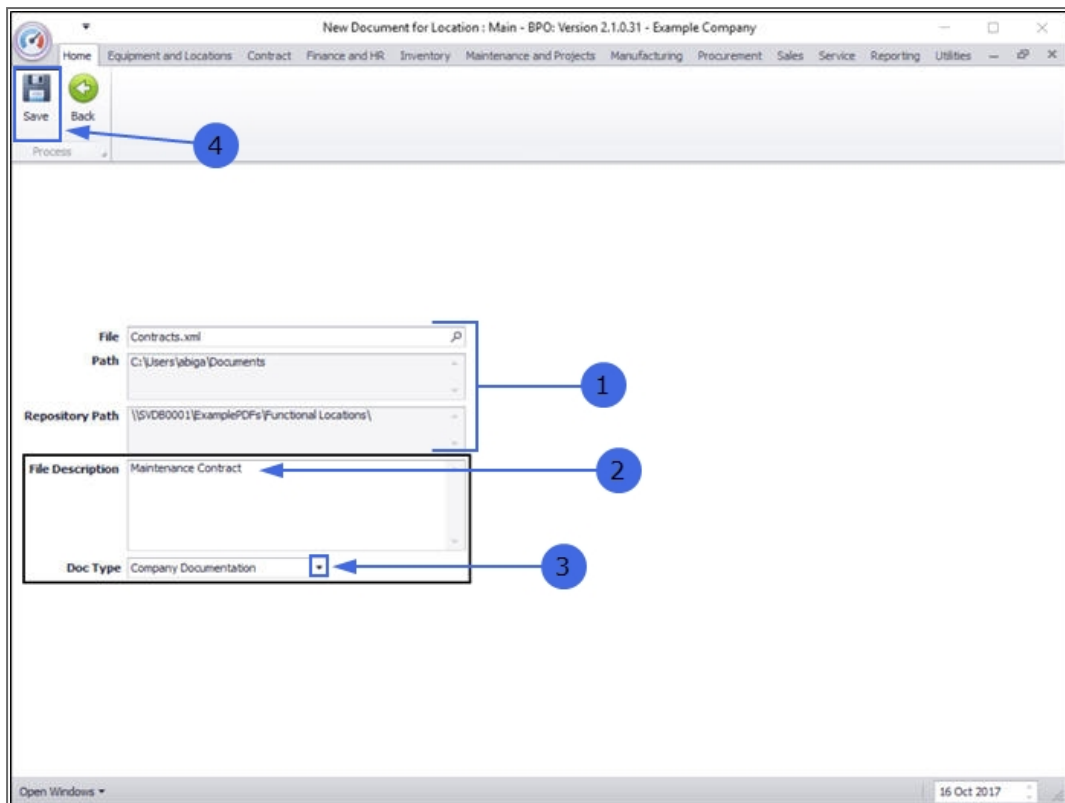 New Document for Location : Main - BPO: Version 2.1.0.31 - Example Company
Home Equipment and Locations Contract Finance and HR Inventory Maintenance and Projects Manufacturing Procurement Sales Service Reporting Utilities
Save Back
4
Process
File Contracts.xml
Path C:\Users\abiga\Documents
1
Repository Path \\SVDB0001\ExamplePDFs\Functional Locations\
File Description Maintenance Contract
2
Doc Type Company Documentation
3
Open Windows 16 Oct 2017